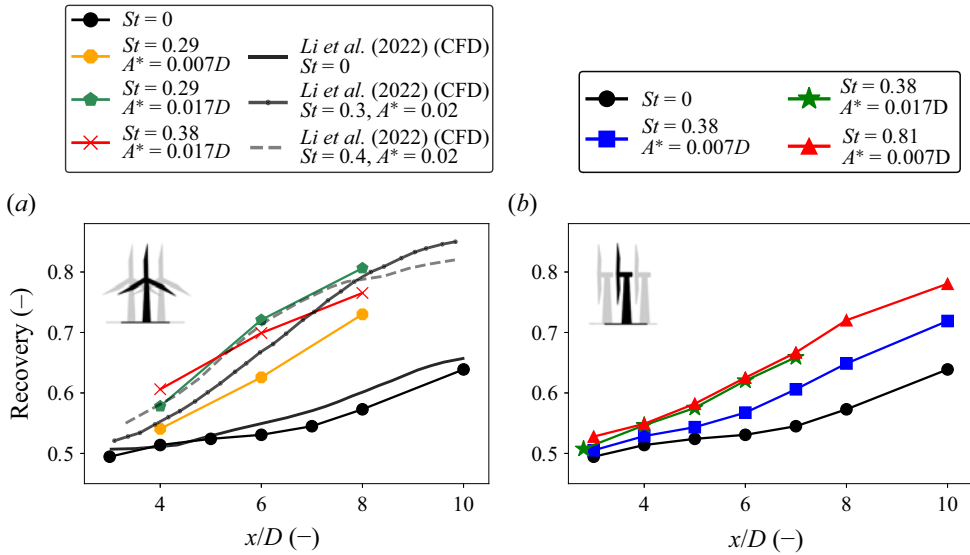 St = 0
St = 0.29
A* = 0.007D
St = 0.29
A* = 0.017D
St = 0.38
A* = 0.017D
Li et al. (2022) (CFD)
St = 0
Li et al. (2022) (CFD)
St = 0.3, A* = 0.02
Li et al. (2022) (CFD)
St = 0.4, A* = 0.02
St = 0
St = 0.38
A* = 0.007D
St = 0.38
A* = 0.017D
St = 0.81
A* = 0.007D
(a)
Recovery (–)
0.8
0.7
0.6
0.5
4
6
8
10
x/D (–)
(b)
0.8
0.7
0.6
0.5
4
6
8
10
x/D (–)